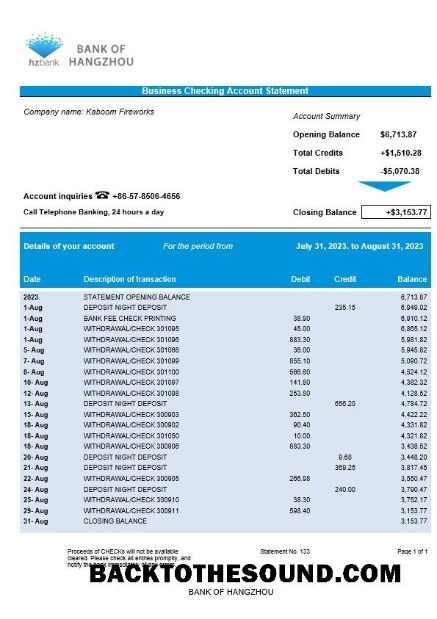 BANK OF
HANGZHOU
hzbank
Business Checking Account Statement
Company name: Kaboom Fireworks
Account Summary
Opening Balance $6,713.87
Total Credits +$1,510.28
Total Debits -$5,070.38
Account inquiries ☎ +86-57-8506-4656
Call Telephone Banking, 24 hours a day
Closing Balance +$3,153.77
Details of your account For the period from July 31, 2023, to August 31, 2023
Date Description of transaction Debit Credit Balance
2023 STATEMENT OPENING BALANCE 6,713.87
1-Aug DEPOSIT NIGHT DEPOSIT 235.15 6,949.02
1-Aug BANK FEE CHECK PRINTING 38.90 6,910.12
1-Aug WITHDRAWAL/CHECK 301095 45.00 6,865.12
1-Aug WITHDRAWAL/CHECK 301096 883.30 5,981.82
5- Aug WITHDRAWAL/CHECK 301086 36.00 5,945.82
7- Aug WITHDRAWAL/CHECK 301099 855.10 5,090.72
8- Aug WITHDRAWAL/CHECK 301100 566.60 4,524.12
10- Aug WITHDRAWAL/CHECK 301097 141.80 4,382.32
12- Aug WITHDRAWAL/CHECK 301098 253.80 4,128.52
13- Aug DEPOSIT NIGHT DEPOSIT 656.20 4,784.72
15- Aug WITHDRAWAL/CHECK 300903 362.50 4,422.22
18- Aug WITHDRAWAL/CHECK 300902 90.40 4,331.82
18- Aug WITHDRAWAL/CHECK 301050 10.00 4,321.82
18- Aug WITHDRAWAL/CHECK 300906 883.30 3,438.52
20- Aug DEPOSIT NIGHT DEPOSIT 9.68 3,448.20
21- Aug DEPOSIT NIGHT DEPOSIT 369.25 3,817.45
22- Aug WITHDRAWAL/CHECK 300905 266.98 3,550.47
24- Aug DEPOSIT NIGHT DEPOSIT 240.00 3,790.47
25- Aug WITHDRAWAL/CHECK 300910 38.30 3,752.17
29- Aug WITHDRAWAL/CHECK 300911 598.40 3,153.77
31- Aug CLOSING BALANCE 3,153.77
Proceeds of CHECKs will not be available Statement No. 133 Page 1 of 1
cleared. Please check all entries promptly, and
notify the bank immediately of any
BACKTOTHESOUND.COM
BANK OF HANGZHOU